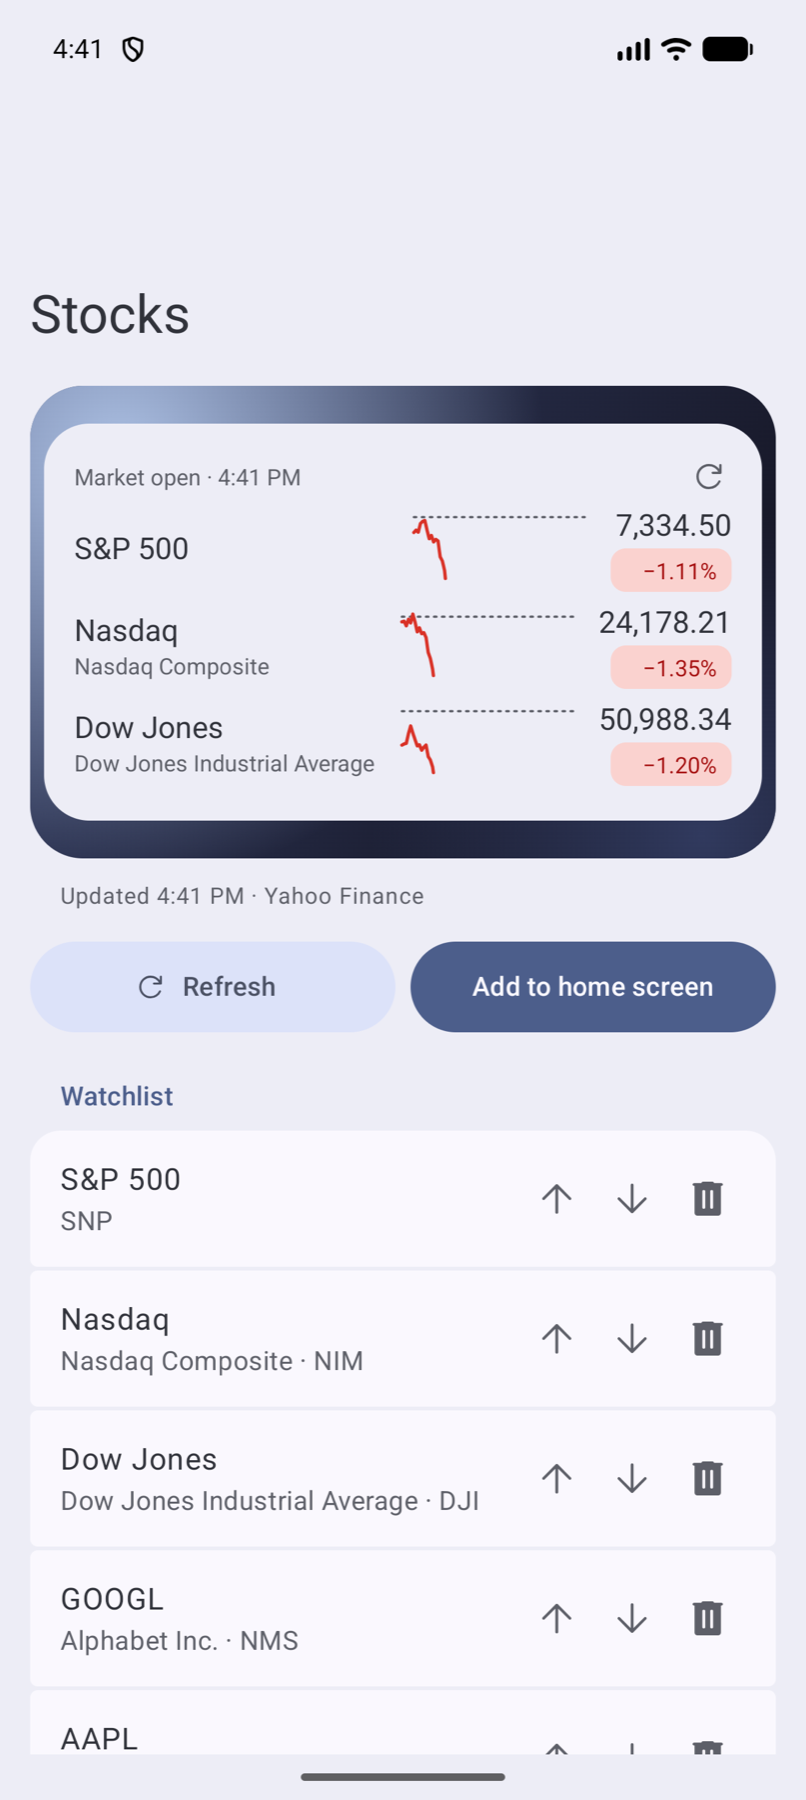 4:41
Stocks
Market open · 4:41 PM
S&P 500
7,334.50
−1.11%
Nasdaq
Nasdaq Composite
24,178.21
−1.35%
Dow Jones
Dow Jones Industrial Average
50,988.34
−1.20%
Updated 4:41 PM · Yahoo Finance
Refresh
Add to home screen
Watchlist
S&P 500
SNP
Nasdaq
Nasdaq Composite · NIM
Dow Jones
Dow Jones Industrial Average · DJI
GOOGL
Alphabet Inc. · NMS
AAPL